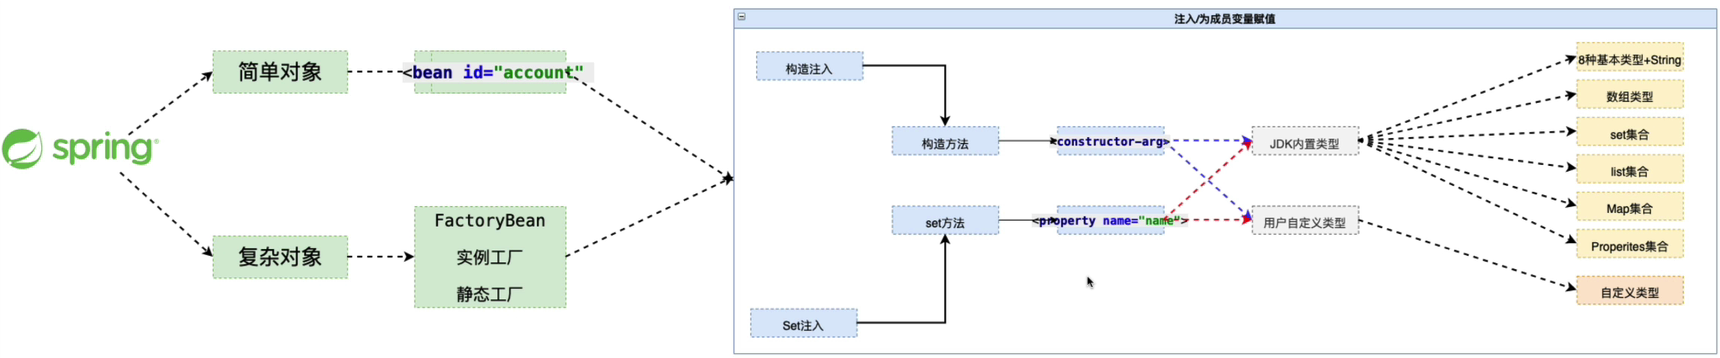 注入/为成员变量赋值
spring
简单对象
<bean id="account"
复杂对象
FactoryBean
实例工厂
静态工厂
构造注入
构造方法
constructor-arg>
set方法
<property name="name">
Set注入
JDK内置类型
用户自定义类型
8种基本类型+String
数组类型
set集合
list集合
Map集合
Properites集合
自定义类型